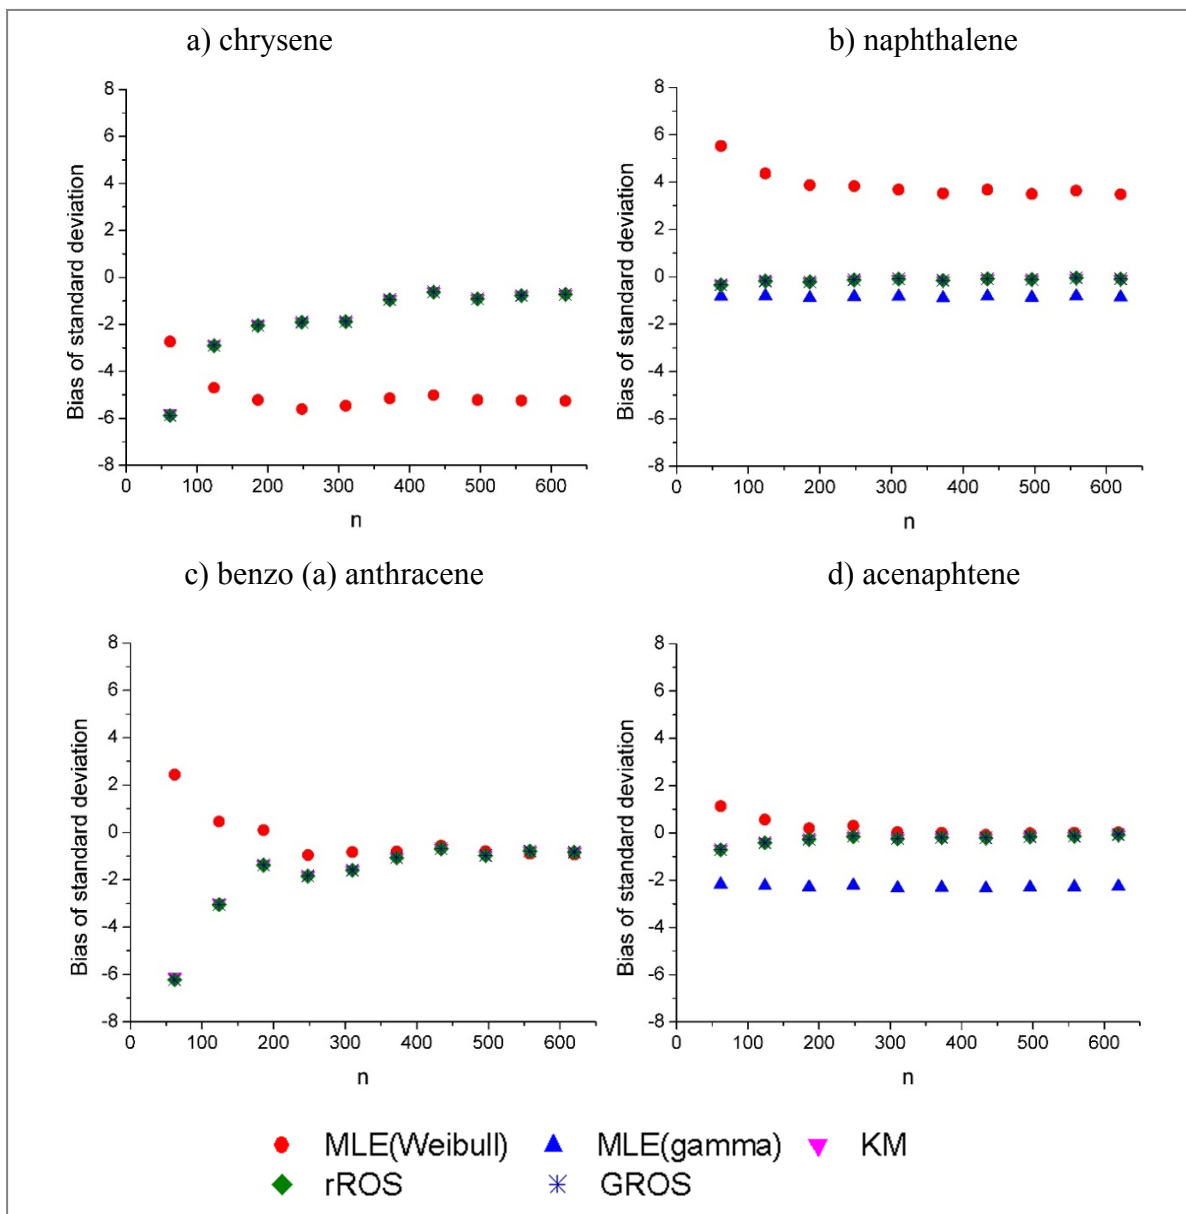 a) chrysene
b) naphthalene
8
6
4
2
0
-2
-4
-6
-8
Bias of standard deviation
0 100 200 300 400 500 600
n
8
6
4
2
0
-2
-4
-6
-8
Bias of standard deviation
0 100 200 300 400 500 600
n
c) benzo (a) anthracene
d) acenaphtene
8
6
4
2
0
-2
-4
-6
-8
Bias of standard deviation
0 100 200 300 400 500 600
n
8
6
4
2
0
-2
-4
-6
-8
Bias of standard deviation
0 100 200 300 400 500 600
n
MLE(Weibull) MLE(gamma) KM
rROS GROS